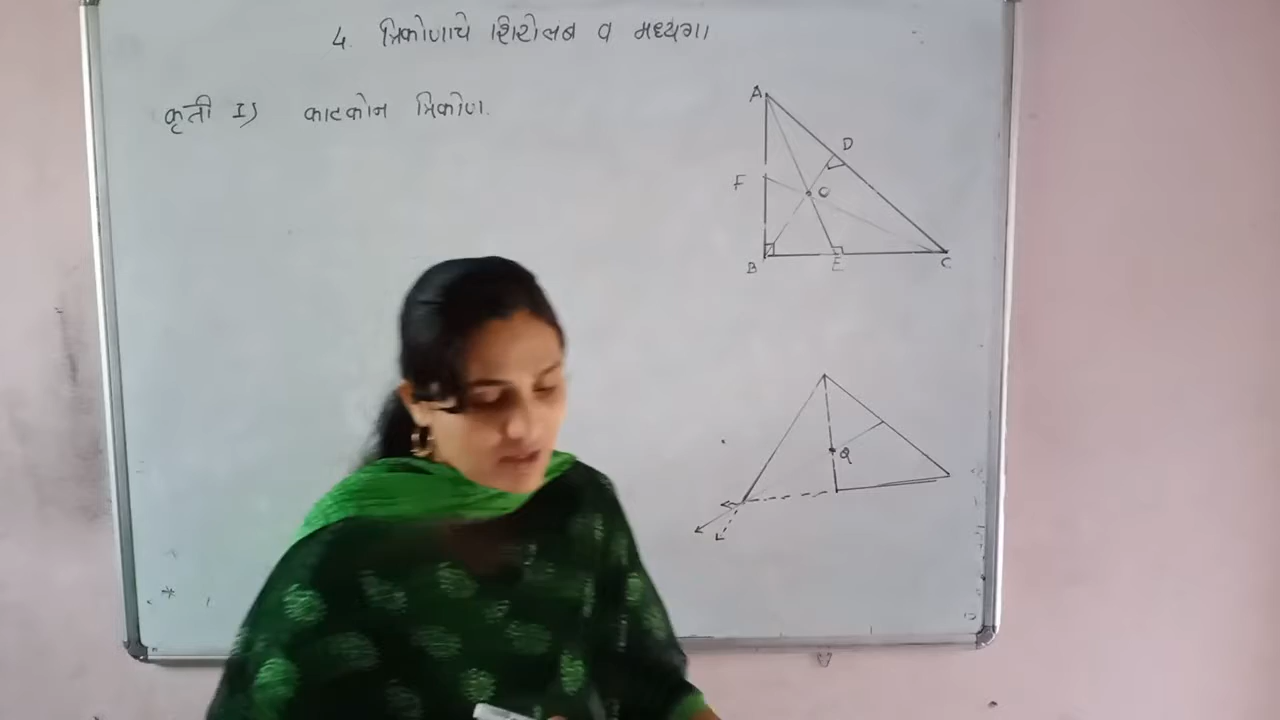 4. त्रिकोणाचे शिरोलंब व मध्यगा
कृती I) काटकोन त्रिकोण.
A
D
F
O
B
E
C
Q